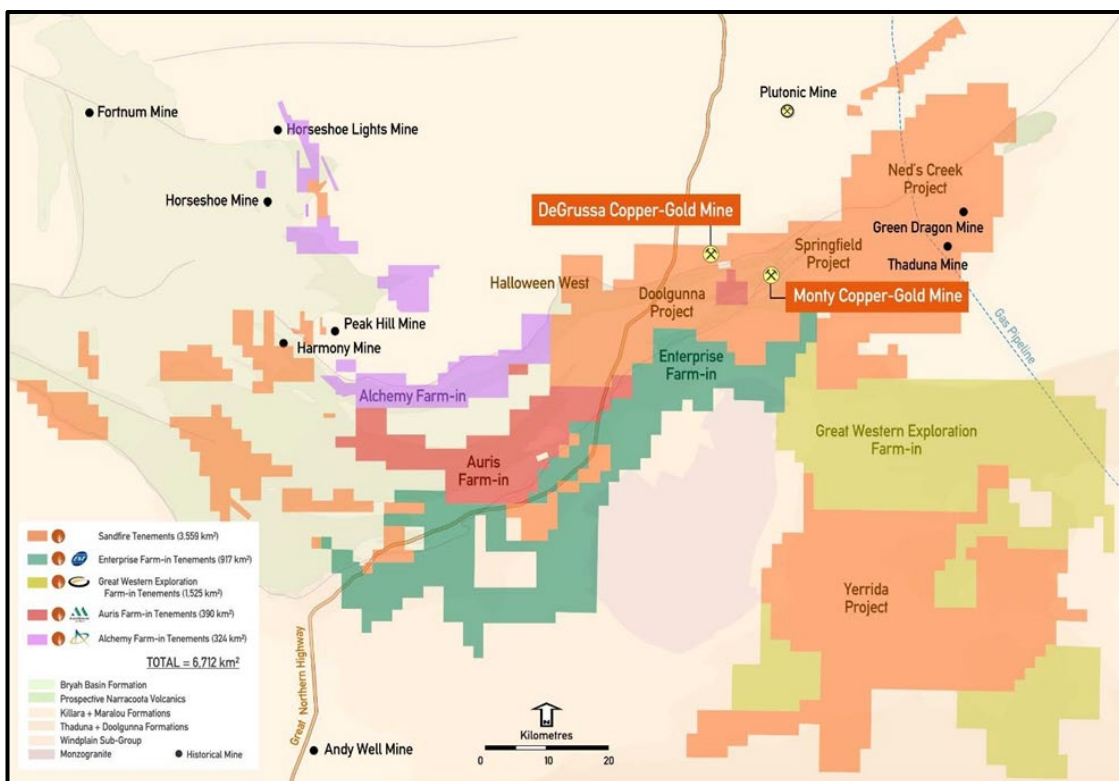 Plutonic Mine
Fortnum Mine
Horseshoe Lights Mine
Ned's Creek
Project
Horseshoe Mine
DeGrussa Copper-Gold Mine
Green Dragon Mine
Springfield
Project
Thaduna Mine
Halloween West
Doolgunna
Project
Monty Copper-Gold Mine
Peak Hill Mine
Harmony Mine
Gas Pipeline
Enterprise
Farm-in
Alchemy Farm-in
Great Western Exploration
Farm-in
Auris
Farm-in
Sandfire Tenements (3.559 km²)
Enterprise Farm-in Tenements (917 km²)
Great Western Exploration
Farm-in Tenements (1,525 km²)
Auris Farm-in Tenements (390 km²)
Alchemy Farm-in Tenements (324 km²)
TOTAL = 6,712 km²
Bryah Basin Formation
Prospective Narracoota Volcanics
Killara + Maralou Formations
Thaduna + Doolgunna Formations
Windplain Sub-Group
Monzogranite
Historical Mine
Yerrida
Project
Great Northern Highway
Andy Well Mine
Kilometres
0 10 20